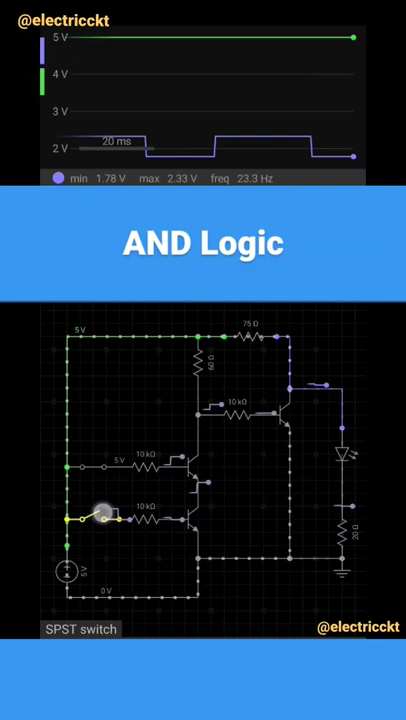 @electricckt
5 V
4 V
3 V
20 ms
2 V
min 1.78 V max 2.33 V freq 23.3 Hz
AND Logic
75 Ω
5 V
60 Ω
10 kΩ
10 kΩ
5 V
10 kΩ
20 Ω
5 V
0 V
SPST switch
@electricckt